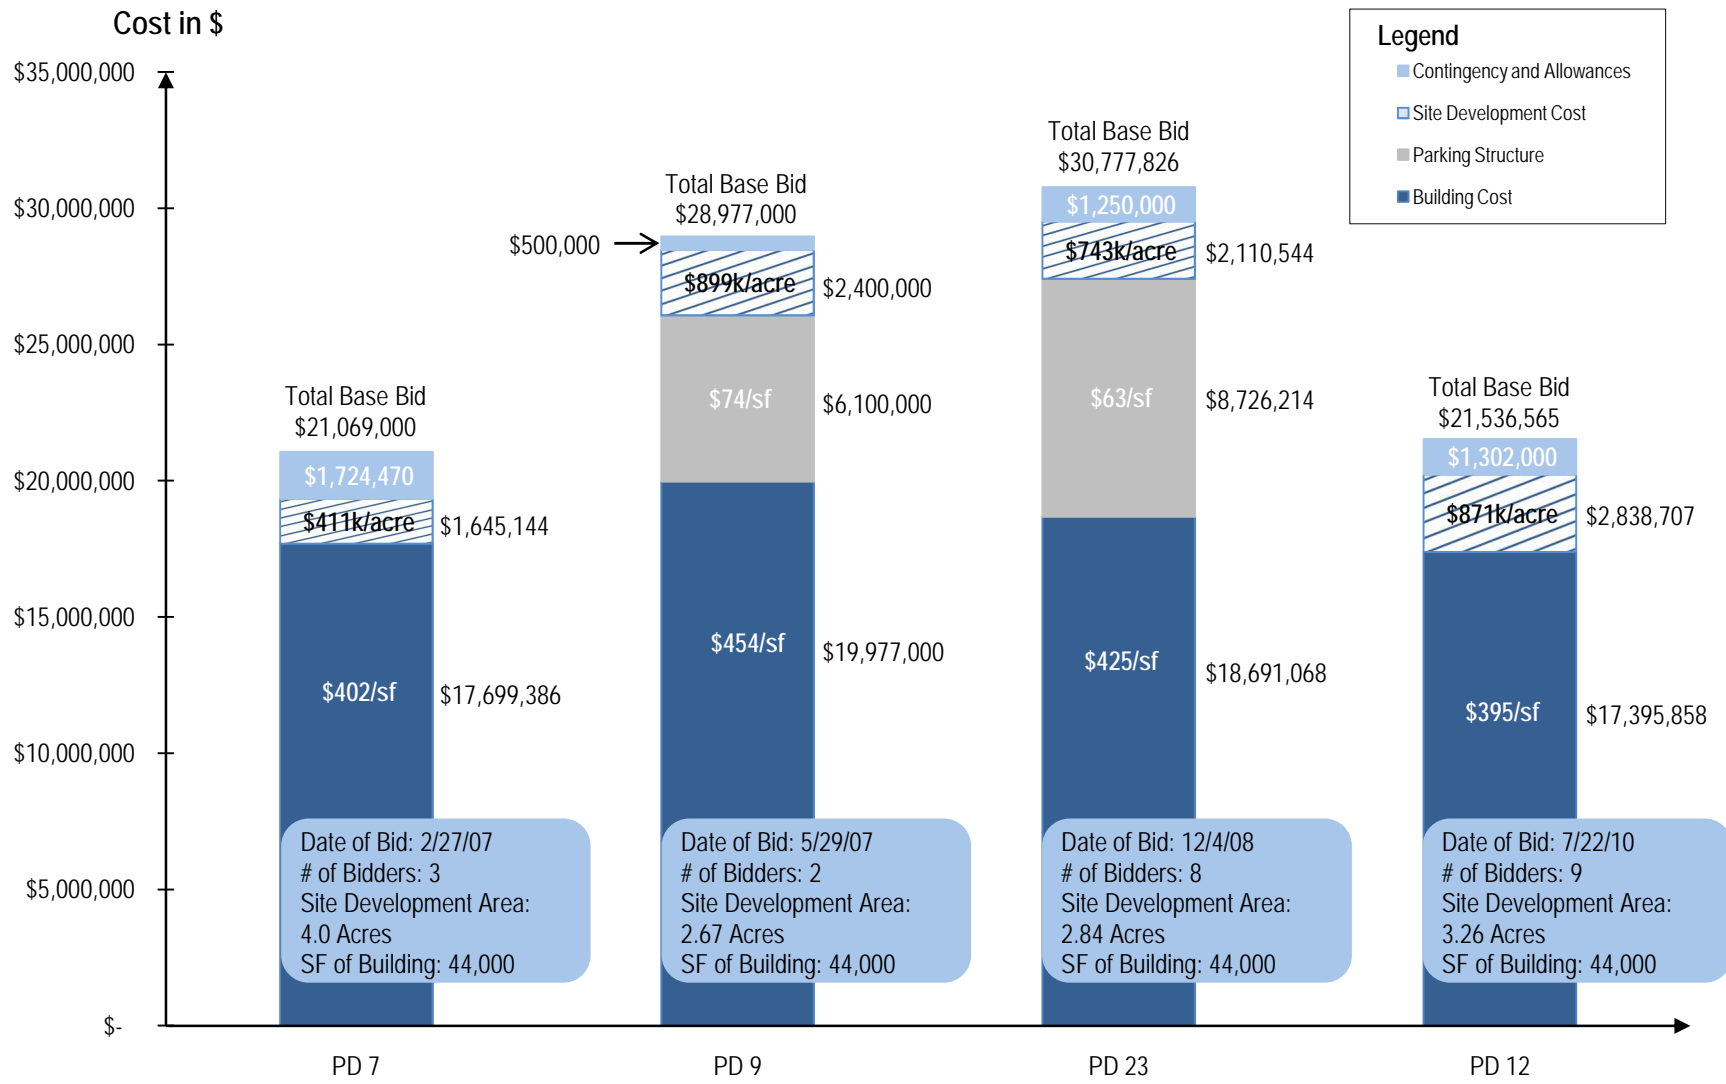 Cost in $
Legend
Contingency and Allowances
Site Development Cost
Parking Structure
Building Cost
$35,000,000
$30,000,000
$25,000,000
$20,000,000
$15,000,000
$10,000,000
$5,000,000
$-
Total Base Bid
$21,069,000
$1,724,470
$411k/acre
$1,645,144
$402/sf
$17,699,386
Date of Bid: 2/27/07
# of Bidders: 3
Site Development Area:
4.0 Acres
SF of Building: 44,000
PD 7
Total Base Bid
$28,977,000
$500,000
$899k/acre
$2,400,000
$74/sf
$6,100,000
$454/sf
$19,977,000
Date of Bid: 5/29/07
# of Bidders: 2
Site Development Area:
2.67 Acres
SF of Building: 44,000
PD 9
Total Base Bid
$30,777,826
$1,250,000
$743k/acre
$2,110,544
$63/sf
$8,726,214
$425/sf
$18,691,068
Date of Bid: 12/4/08
# of Bidders: 8
Site Development Area:
2.84 Acres
SF of Building: 44,000
PD 23
Total Base Bid
$21,536,565
$1,302,000
$871k/acre
$2,838,707
$395/sf
$17,395,858
Date of Bid: 7/22/10
# of Bidders: 9
Site Development Area:
3.26 Acres
SF of Building: 44,000
PD 12